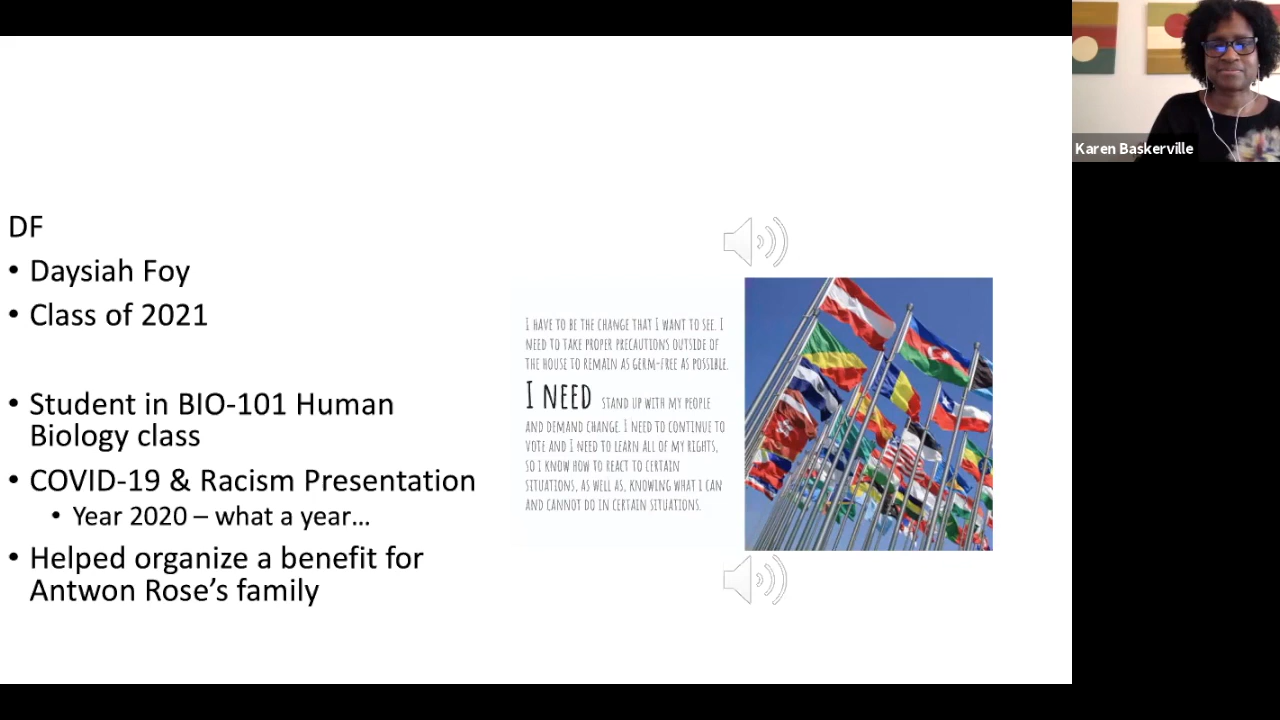 DF
• Daysiah Foy
• Class of 2021
• Student in BIO-101 Human
Biology class
• COVID-19 & Racism Presentation
• Year 2020 – what a year…
• Helped organize a benefit for
Antwon Rose’s family
I HAVE TO BE THE CHANGE THAT I WANT TO SEE. I
NEED TO TAKE PROPER PRECAUTIONS OUTSIDE OF
THE HOUSE TO REMAIN AS GERM-FREE AS POSSIBLE.
I NEED STAND UP WITH MY PEOPLE
AND DEMAND CHANGE. I NEED TO CONTINUE TO
VOTE AND I NEED TO LEARN ALL OF MY RIGHTS,
SO I KNOW HOW TO REACT TO CERTAIN
SITUATIONS, AS WELL AS, KNOWING WHAT I CAN
AND CANNOT DO IN CERTAIN SITUATIONS.
Karen Baskerville